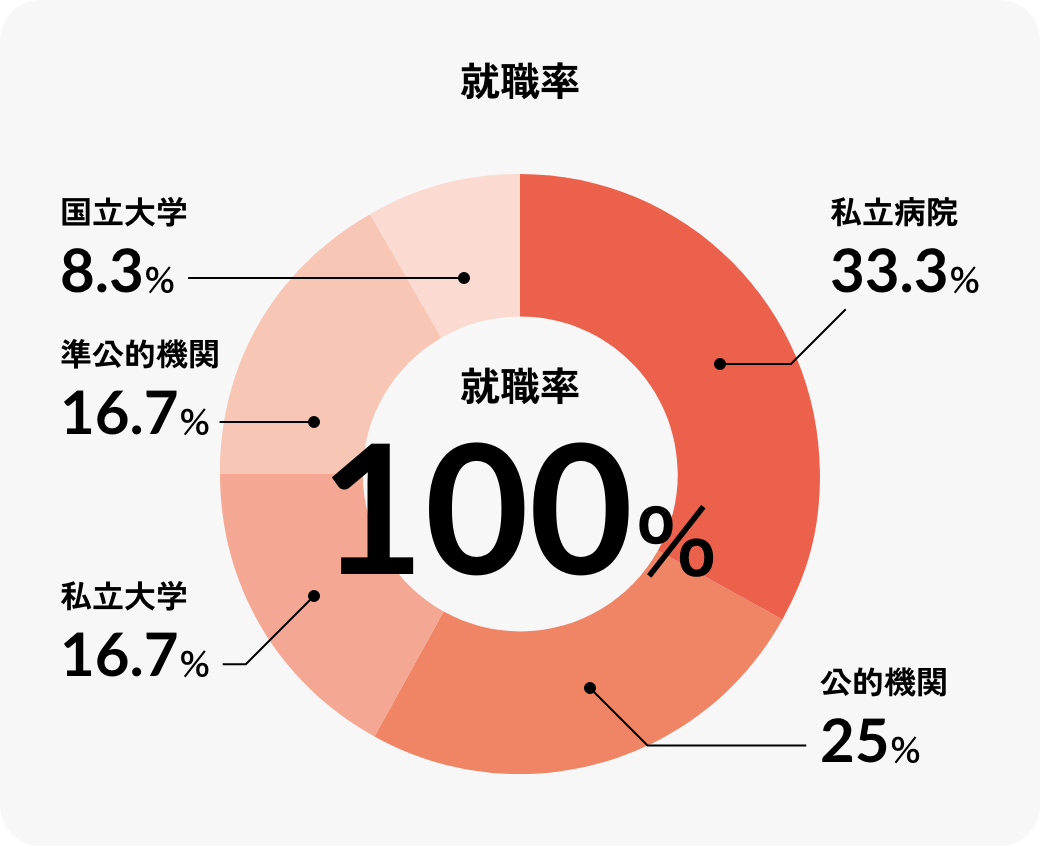 就職率
国立大学
8.3%
私立病院
33.3%
準公的機関
16.7%
就職率
100%
私立大学
16.7%
公的機関
25%